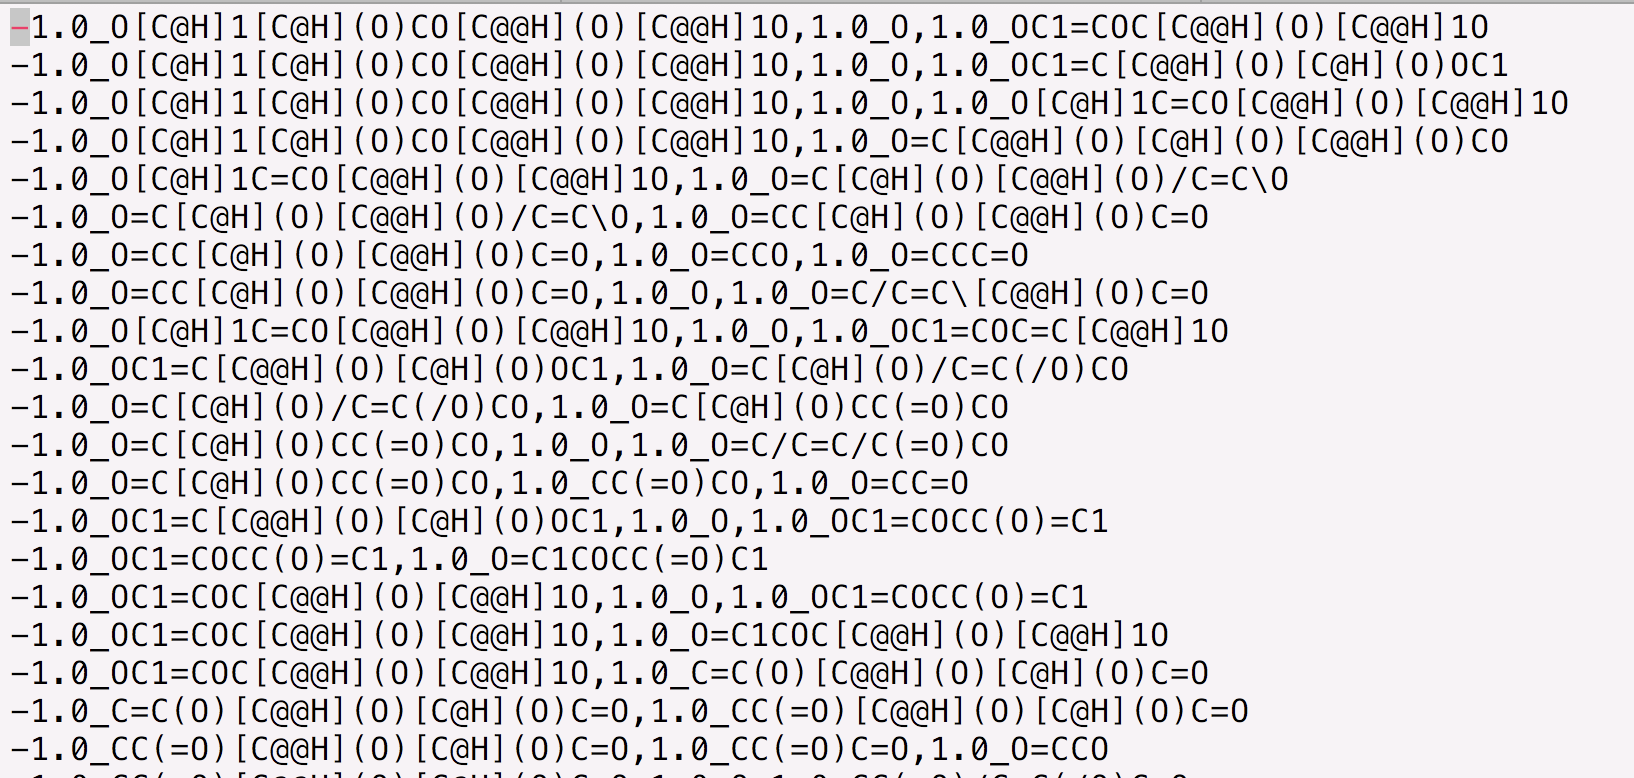 -1.0_O[C@H]1[C@H](O)CO[C@@H](O)[C@@H]1O,1.0_O,1.0_OC1=COC[C@@H](O)[C@@H]1O
-1.0_O[C@H]1[C@H](O)CO[C@@H](O)[C@@H]1O,1.0_O,1.0_OC1=C[C@@H](O)[C@H](O)OC1
-1.0_O[C@H]1[C@H](O)CO[C@@H](O)[C@@H]1O,1.0_O,1.0_O[C@H]1C=CO[C@@H](O)[C@@H]1O
-1.0_O[C@H]1[C@H](O)CO[C@@H](O)[C@@H]1O,1.0_O=C[C@@H](O)[C@H](O)[C@@H](O)CO
-1.0_O[C@H]1C=CO[C@@H](O)[C@@H]1O,1.0_O=C[C@H](O)[C@@H](O)/C=C\O
-1.0_O=C[C@H](O)[C@@H](O)/C=C\O,1.0_O=CC[C@H](O)[C@@H](O)C=O
-1.0_O=CC[C@H](O)[C@@H](O)C=O,1.0_O=CCO,1.0_O=CCC=O
-1.0_O=CC[C@H](O)[C@@H](O)C=O,1.0_O,1.0_O=C/C=C\[C@@H](O)C=O
-1.0_O[C@H]1C=CO[C@@H](O)[C@@H]1O,1.0_O,1.0_OC1=COC=C[C@@H]1O
-1.0_OC1=C[C@@H](O)[C@H](O)OC1,1.0_O=C[C@H](O)/C=C(/O)CO
-1.0_O=C[C@H](O)/C=C(/O)CO,1.0_O=C[C@H](O)CC(=O)CO
-1.0_O=C[C@H](O)CC(=O)CO,1.0_O,1.0_O=C/C=C/C(=O)CO
-1.0_O=C[C@H](O)CC(=O)CO,1.0_CC(=O)CO,1.0_O=CC=O
-1.0_OC1=C[C@@H](O)[C@H](O)OC1,1.0_O,1.0_OC1=COCC(O)=C1
-1.0_OC1=COCC(O)=C1,1.0_O=C1COCC(=O)C1
-1.0_OC1=COC[C@@H](O)[C@@H]1O,1.0_O,1.0_OC1=COCC(O)=C1
-1.0_OC1=COC[C@@H](O)[C@@H]1O,1.0_O=C1COC[C@@H](O)[C@@H]1O
-1.0_OC1=COC[C@@H](O)[C@@H]1O,1.0_C=C(O)[C@@H](O)[C@H](O)C=O
-1.0_C=C(O)[C@@H](O)[C@H](O)C=O,1.0_CC(=O)[C@@H](O)[C@H](O)C=O
-1.0_CC(=O)[C@@H](O)[C@H](O)C=O,1.0_CC(=O)C=O,1.0_O=CCO